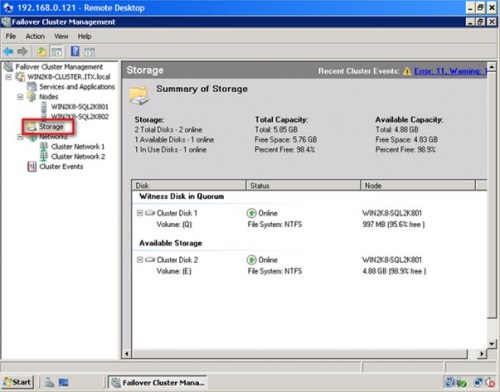 192.168.0.121 - Remote Desktop
Failover Cluster Management
File Action View Help
Failover Cluster Management
WIN2K8-CLUSTER.ITX.local
Services and Applications
Nodes
WIN2K8-SQL2K801
WIN2K8-SQL2K802
Storage
Networks
Cluster Network 1
Cluster Network 2
Cluster Events
Storage Recent Cluster Events: Error: 11, Warning:
Summary of Storage
Storage: Total Capacity: Available Capacity:
2 Total Disks - 2 online Total: 5.85 GB Total: 4.88 GB
1 Available Disks - 1 online Free Space: 5.76 GB Free Space: 4.83 GB
1 In Use Disks - 1 online Percent Free: 98.4% Percent Free: 98.9%
Disk Status Node
Witness Disk in Quorum
Cluster Disk 1 Online WIN2K8-SQL2K801
Volume: (Q) File System: NTFS 997 MB (95.6% free )
Available Storage
Cluster Disk 2 Online WIN2K8-SQL2K801
Volume: (E) File System: NTFS 4.88 GB (98.9% free )
Start Failover Cluster Mana...